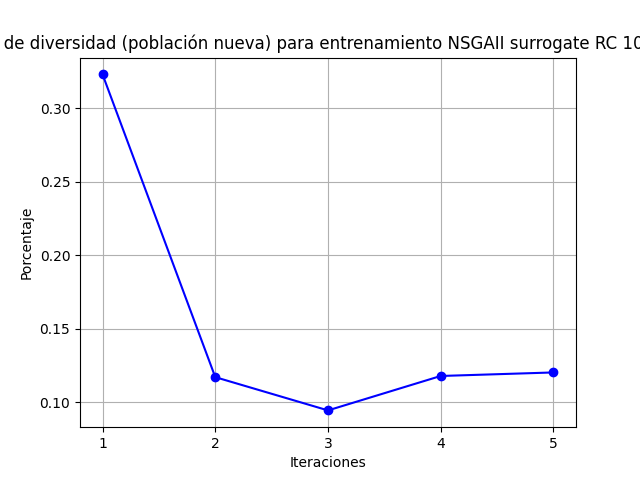 de diversidad (población nueva) para entrenamiento NSGAII surrogate RC 10
0.30
0.25
0.20
0.15
0.10
Porcentaje
1 2 3 4 5
Iteraciones